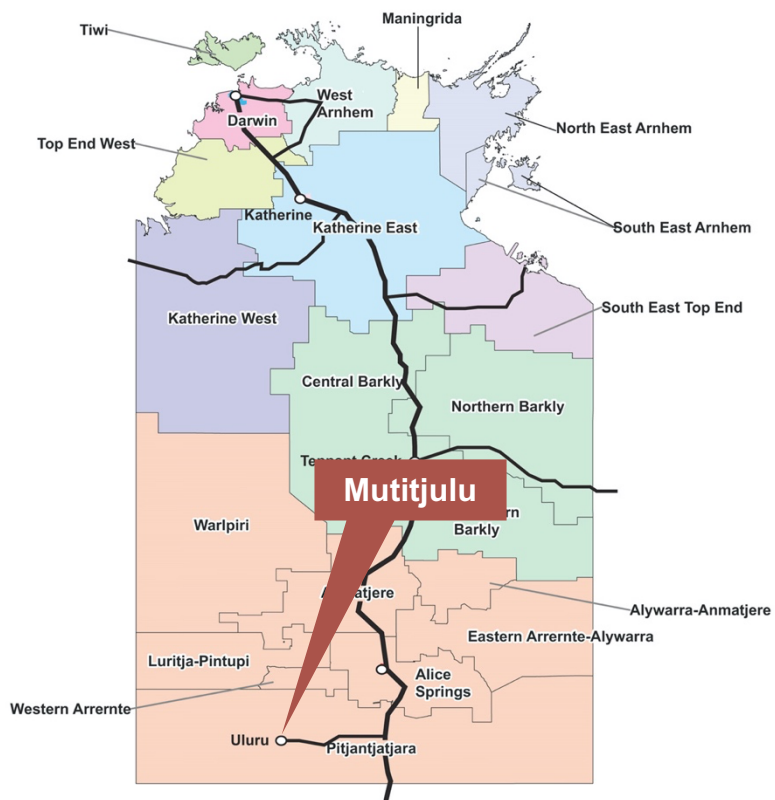 Maningrida
Tiwi
West
Arnhem
Darwin
North East Arnhem
Top End West
Katherine
Katherine East
South East Arnhem
South East Top End
Katherine West
Central Barkly
Northern Barkly
Mutitjulu
Warlpiri
Barkly
Alywarra-Anmatjere
Eastern Arrernte-Alywarra
Luritja-Pintupi
Alice
Springs
Western Arrernte
Uluru
Pitjantjatjara